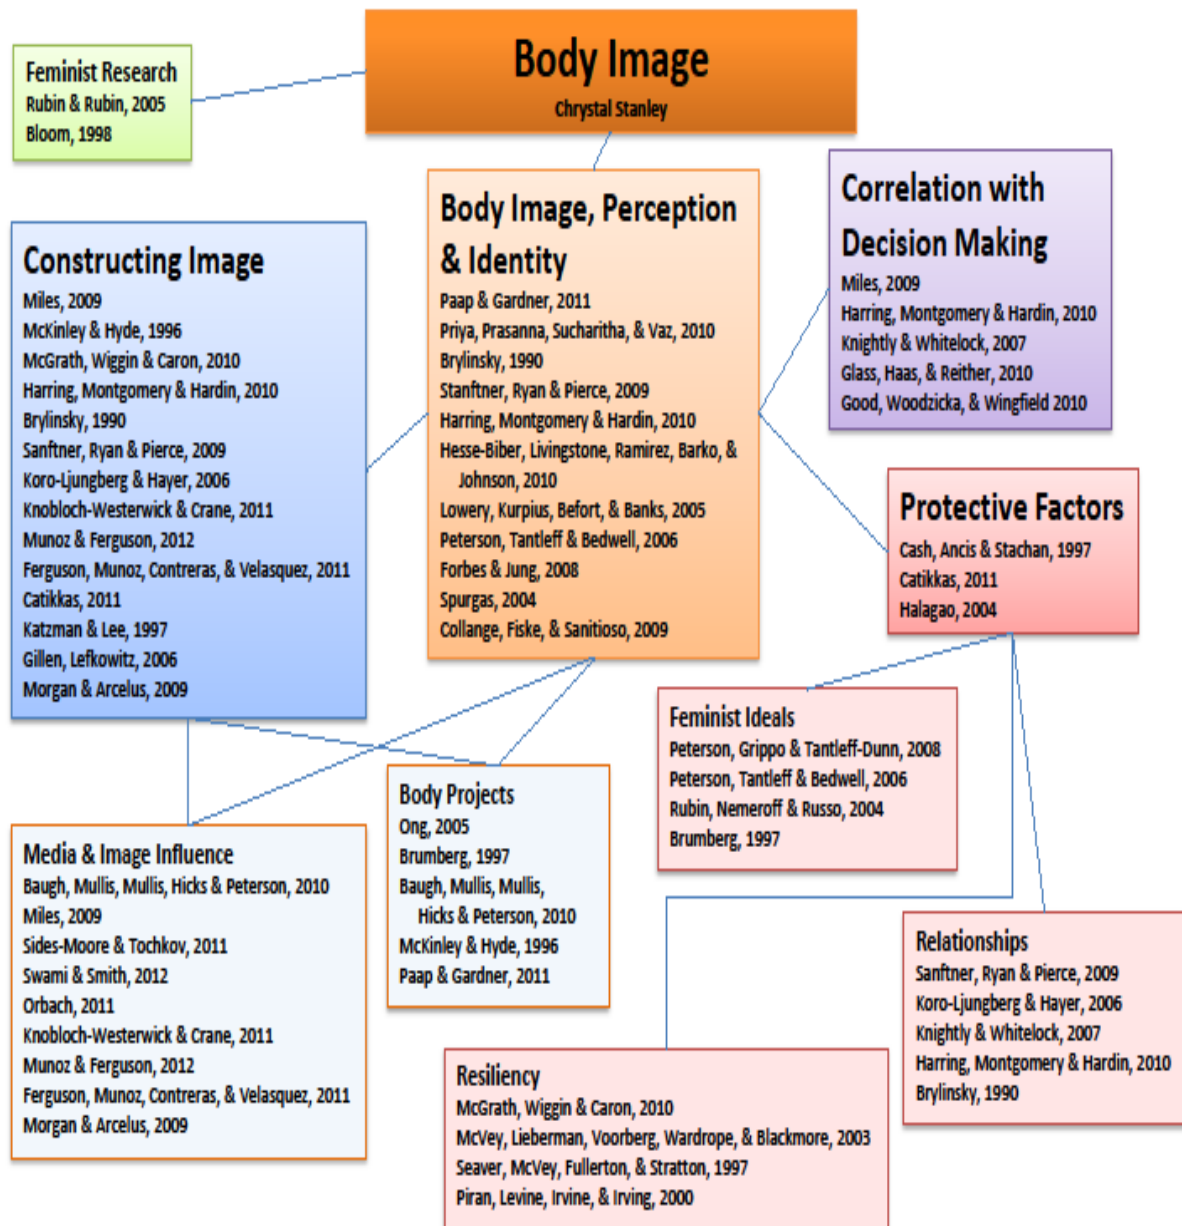 Body Image
Chrystal Stanley
Feminist Research
Rubin & Rubin, 2005
Bloom, 1998
Constructing Image
Miles, 2009
McKinley & Hyde, 1996
McGrath, Wiggin & Caron, 2010
Harring, Montgomery & Hardin, 2010
Brylinsky, 1990
Sanftner, Ryan & Pierce, 2009
Koro-Ljungberg & Hayer, 2006
Knobloch-Westerwick & Crane, 2011
Munoz & Ferguson, 2012
Ferguson, Munoz, Contreras, & Velasquez, 2011
Catikkas, 2011
Katzman & Lee, 1997
Gillen, Lefkowitz, 2006
Morgan & Arcelus, 2009
Body Image, Perception
& Identity
Paap & Gardner, 2011
Priya, Prasanna, Sucharitha, & Vaz, 2010
Brylinsky, 1990
Stanftner, Ryan & Pierce, 2009
Harring, Montgomery & Hardin, 2010
Hesse-Biber, Livingstone, Ramirez, Barko, &
Johnson, 2010
Lowery, Kurpius, Befort, & Banks, 2005
Peterson, Tantleff & Bedwell, 2006
Forbes & Jung, 2008
Spurgas, 2004
Collange, Fiske, & Sanitioso, 2009
Correlation with
Decision Making
Miles, 2009
Harring, Montgomery & Hardin, 2010
Knightly & Whitelock, 2007
Glass, Haas, & Reither, 2010
Good, Woodzicka, & Wingfield 2010
Protective Factors
Cash, Ancis & Stachan, 1997
Catikkas, 2011
Halagao, 2004
Feminist Ideals
Peterson, Grippo & Tantleff-Dunn, 2008
Peterson, Tantleff & Bedwell, 2006
Rubin, Nemeroff & Russo, 2004
Brumberg, 1997
Body Projects
Ong, 2005
Brumberg, 1997
Baugh, Mullis, Mullis,
Hicks & Peterson, 2010
McKinley & Hyde, 1996
Paap & Gardner, 2011
Media & Image Influence
Baugh, Mullis, Mullis, Hicks & Peterson, 2010
Miles, 2009
Sides-Moore & Tochkov, 2011
Swami & Smith, 2012
Orbach, 2011
Knobloch-Westerwick & Crane, 2011
Munoz & Ferguson, 2012
Ferguson, Munoz, Contreras, & Velasquez, 2011
Morgan & Arcelus, 2009
Relationships
Sanftner, Ryan & Pierce, 2009
Koro-Ljungberg & Hayer, 2006
Knightly & Whitelock, 2007
Harring, Montgomery & Hardin, 2010
Brylinsky, 1990
Resiliency
McGrath, Wiggin & Caron, 2010
McVey, Lieberman, Voorberg, Wardrope, & Blackmore, 2003
Seaver, McVey, Fullerton, & Stratton, 1997
Piran, Levine, Irvine, & Irving, 2000